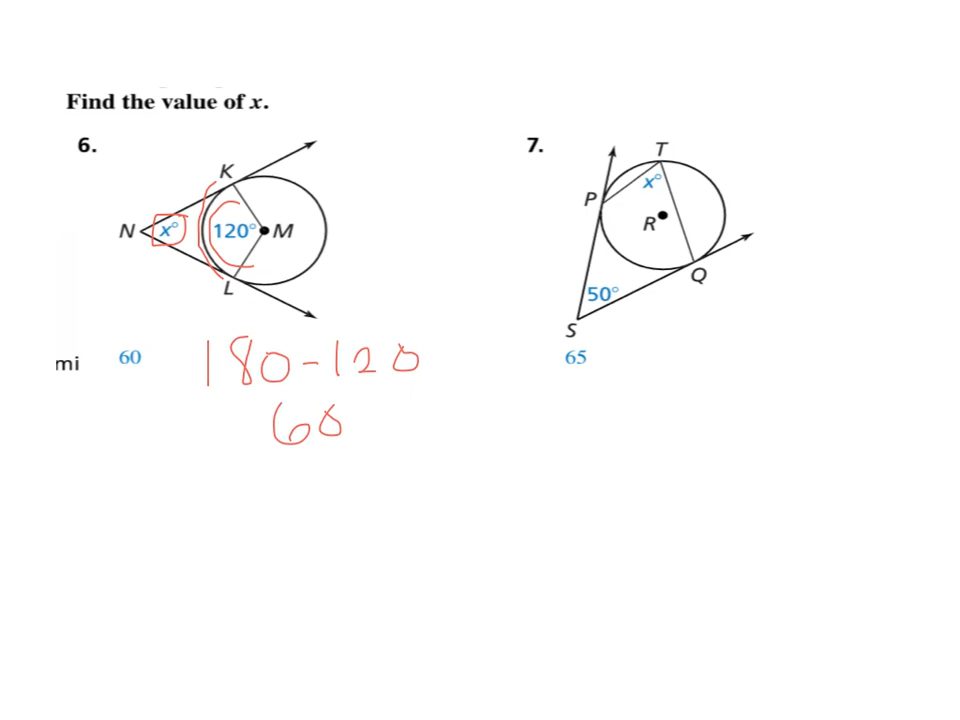 Find the value of x.
6.
K
N
x°
120°
M
L
mi
60
180-120
60
7.
T
P
x°
R
Q
50°
S
65